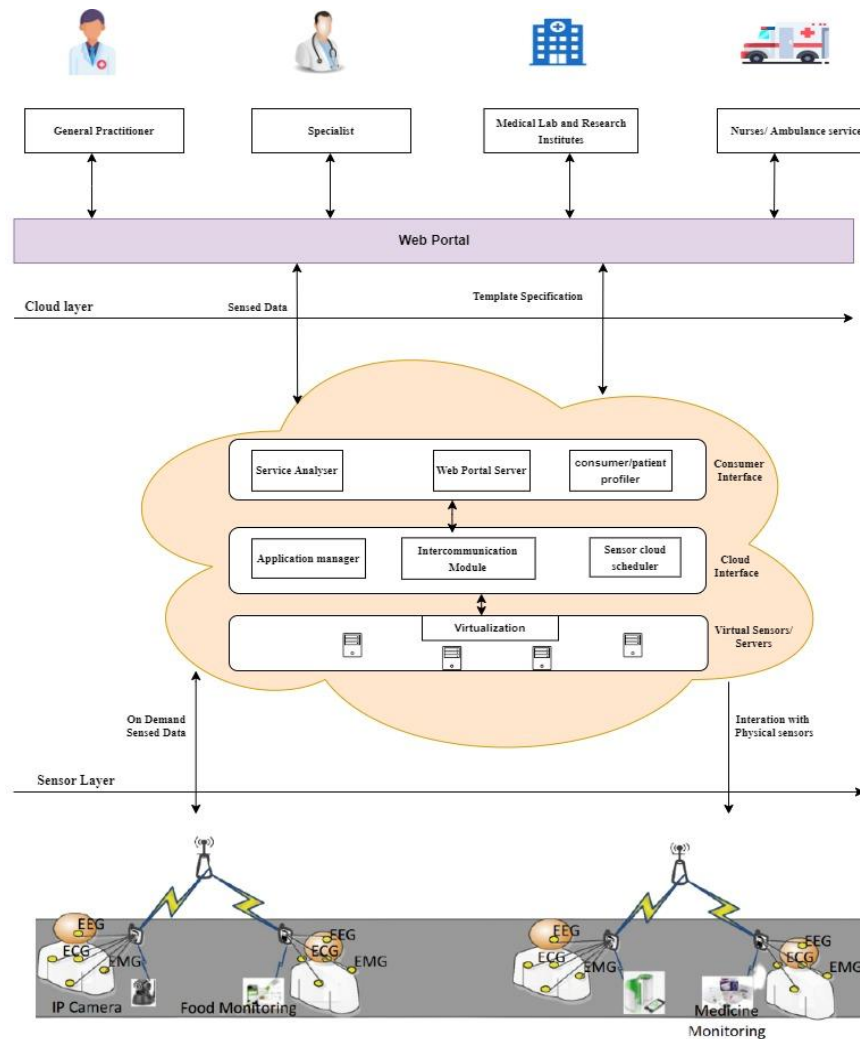 General Practitioner
Specialist
Medical Lab and Research
Institutes
Nurses/ Ambulance service
Web Portal
Cloud layer
Sensed Data
Template Specification
Service Analyser
Web Portal Server
consumer/patient
profiler
Consumer
Interface
Application manager
Intercommunication
Module
Sensor cloud
scheduler
Cloud
Interface
Virtualization
Virtual Sensors/
Servers
On Demand
Sensed Data
Interation with
Physical sensors
Sensor Layer
EEG
ECG
EMG
IP Camera
Food Monitoring
EEG
ECG
EMG
EEG
ECG
EMG
EEG
ECG
EMG
Medicine
Monitoring